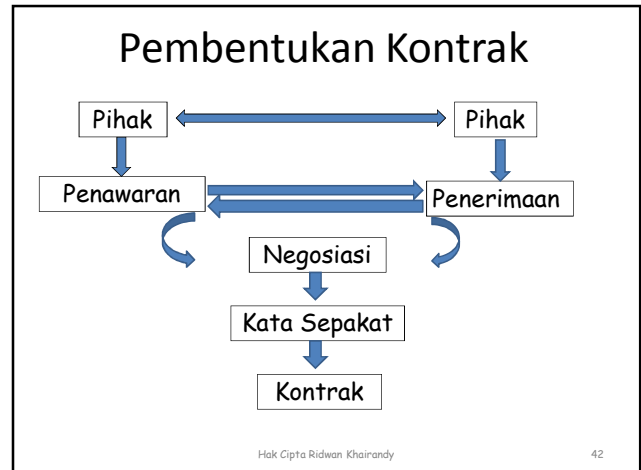 Pembentukan Kontrak
Pihak
Pihak
Penawaran
Penerimaan
Negosiasi
Kata Sepakat
Kontrak
Hak Cipta Ridwan Khairandy
42